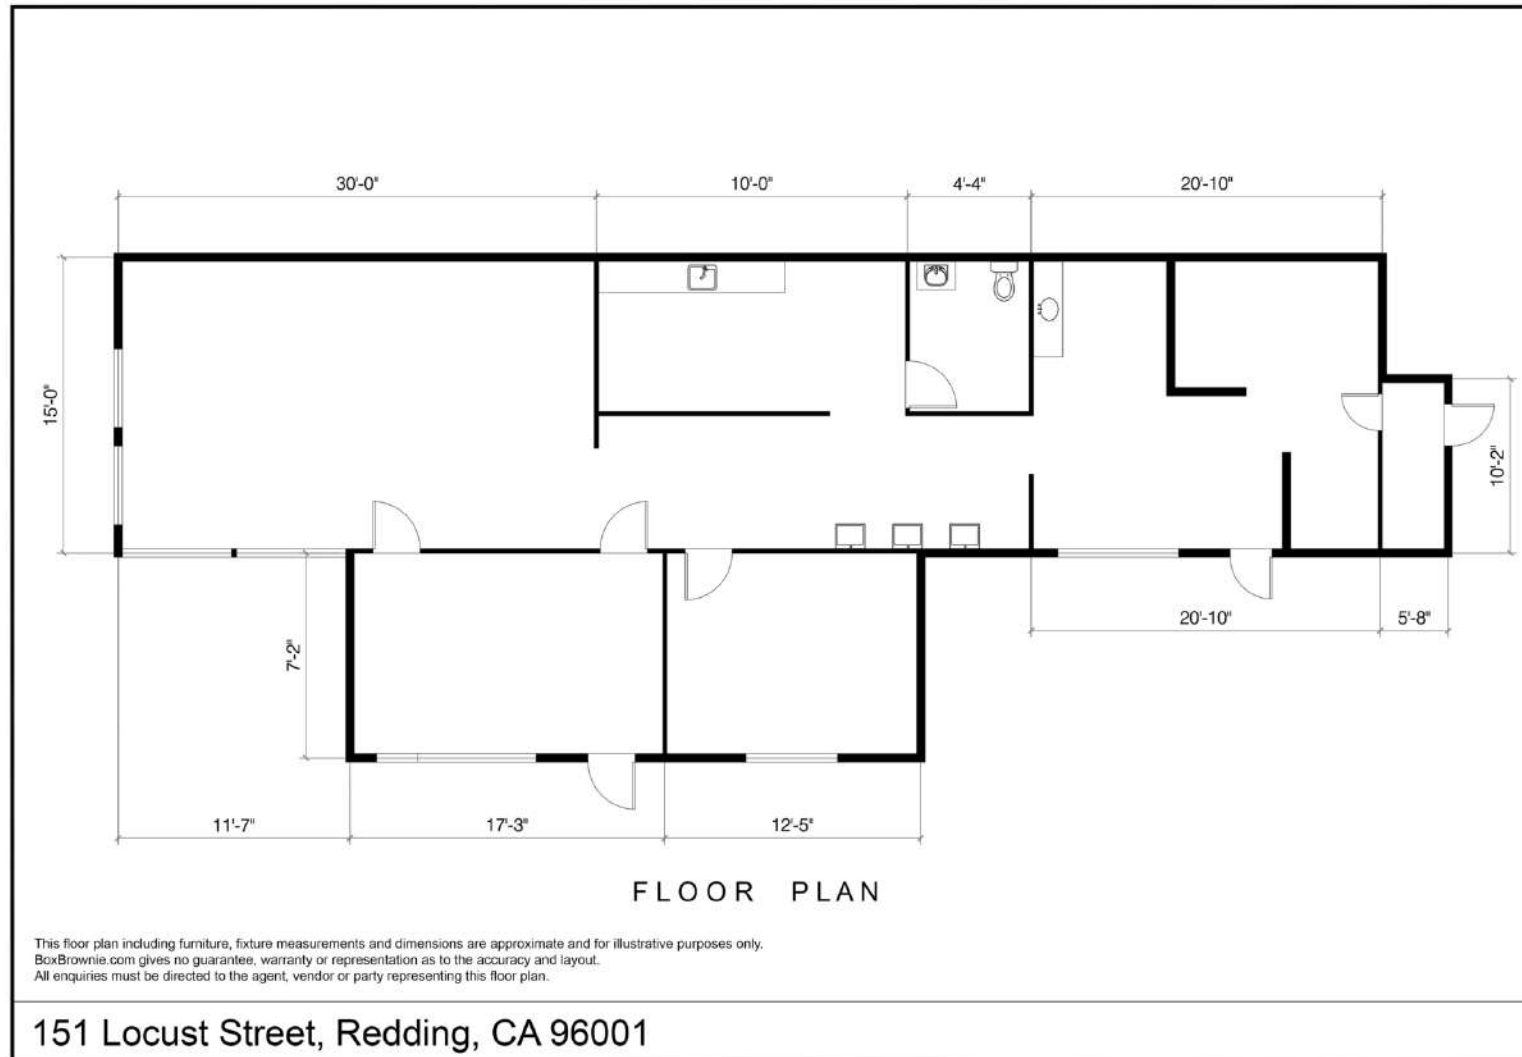 30'-0"
10'-0"
4'-4"
20'-10"
15'-0"
10'-2"
20'-10"
5'-8"
7'-2"
11'-7"
17'-3"
12'-5"
FLOOR PLAN
This floor plan including furniture, fixture measurements and dimensions are approximate and for illustrative purposes only.
BoxBrownie.com gives no guarantee, warranty or representation as to the accuracy and layout.
All enquiries must be directed to the agent, vendor or party representing this floor plan.
151 Locust Street, Redding, CA 96001